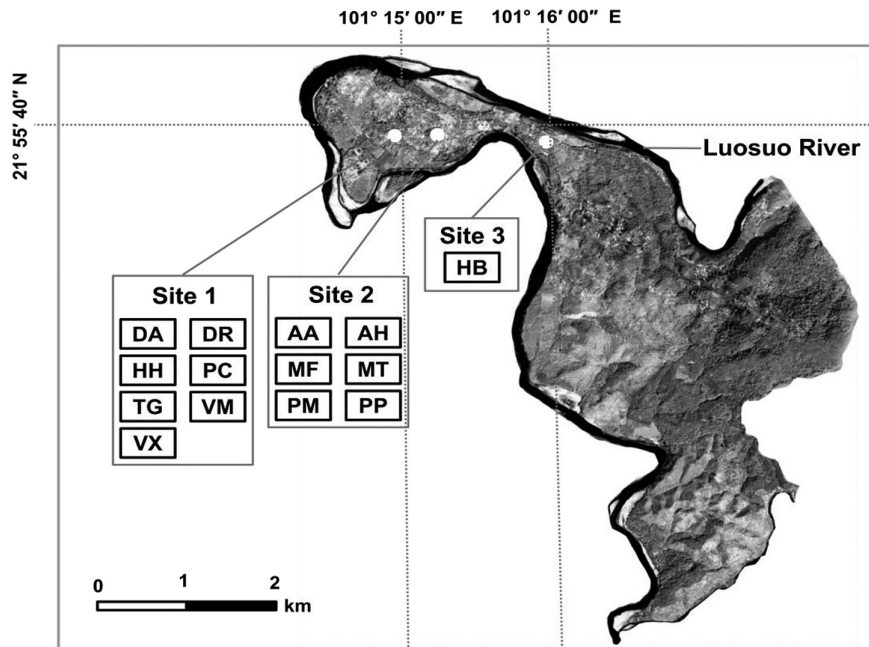 101° 15′ 00″ E
101° 16′ 00″ E
21° 55′ 40″ N
Luosuo River
Site 3
HB
Site 1
DA DR
HH PC
TG VM
VX
Site 2
AA AH
MF MT
PM PP
0 1 2
km